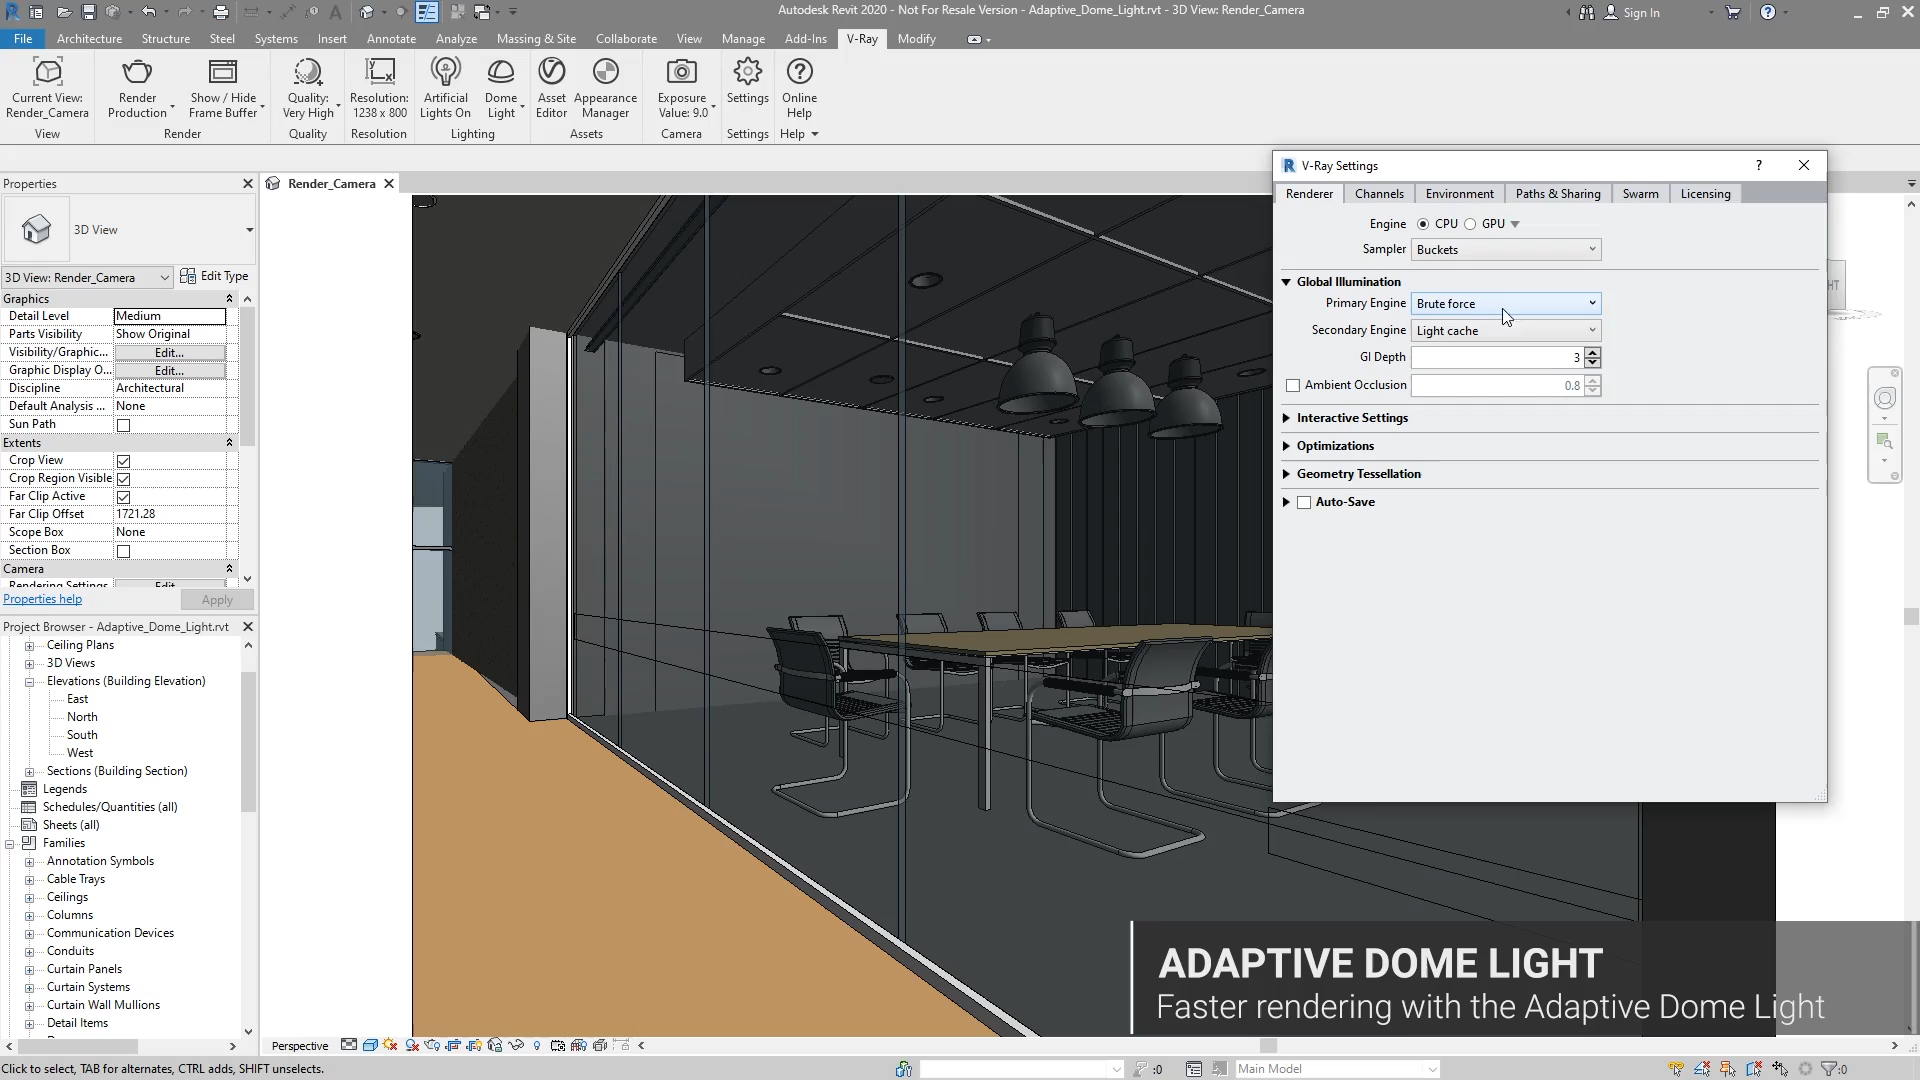 Autodesk Revit 2020 - Not For Resale Version - Adaptive_Dome_Light.rvt - 3D View: Render_Camera
Sign In
File Architecture Structure Steel Systems Insert Annotate Analyze Massing & Site Collaborate View Manage Add-Ins V-Ray Modify
Current View: Render Show / Hide Quality: Resolution: Artificial Dome Asset Appearance Exposure Settings Online
Render_Camera Production Frame Buffer Very High 1238 x 800 Lights On Light Editor Manager Value: 9.0 Help
View Render Quality Resolution Lighting Assets Camera Settings Help
Properties
Render_Camera
3D View
3D View: Render_Camera Edit Type
Graphics
Detail Level Medium
Parts Visibility Show Original
Visibility/Graphic... Edit...
Graphic Display O... Edit...
Discipline Architectural
Default Analysis ... None
Sun Path
Extents
Crop View
Crop Region Visible
Far Clip Active
Far Clip Offset 1721.28
Scope Box None
Section Box
Camera
Rendering Settings Edit
Properties help Apply
Project Browser - Adaptive_Dome_Light.rvt
Ceiling Plans
3D Views
Elevations (Building Elevation)
East
North
South
West
Sections (Building Section)
Legends
Schedules/Quantities (all)
Sheets (all)
Families
Annotation Symbols
Cable Trays
Ceilings
Columns
Communication Devices
Conduits
Curtain Panels
Curtain Systems
Curtain Wall Mullions
Detail Items
V-Ray Settings
Renderer Channels Environment Paths & Sharing Swarm Licensing
Engine CPU GPU
Sampler Buckets
Global Illumination
Primary Engine Brute force
Secondary Engine Light cache
GI Depth 3
Ambient Occlusion 0.8
Interactive Settings
Optimizations
Geometry Tessellation
Auto-Save
HT
ADAPTIVE DOME LIGHT
Faster rendering with the Adaptive Dome Light
Perspective
Click to select, TAB for alternates, CTRL adds, SHIFT unselects.
:0
Main Model
:0